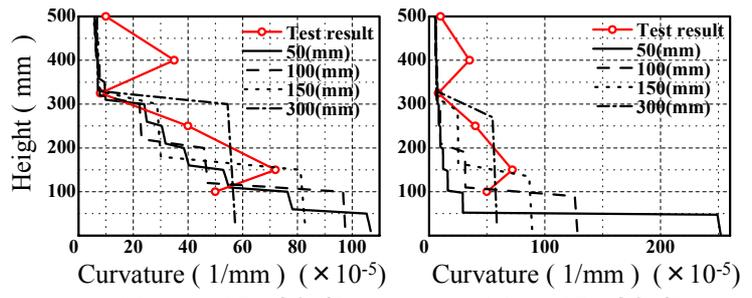 500
400
300
200
100
Height ( mm )
Test result
50(mm)
100(mm)
150(mm)
300(mm)
0 20 40 60 80 100
Curvature ( 1/mm ) ( × 10-5)
500
400
300
200
100
Test result
50(mm)
100(mm)
150(mm)
300(mm)
0 100 200
Curvature ( 1/mm ) ( × 10-5)